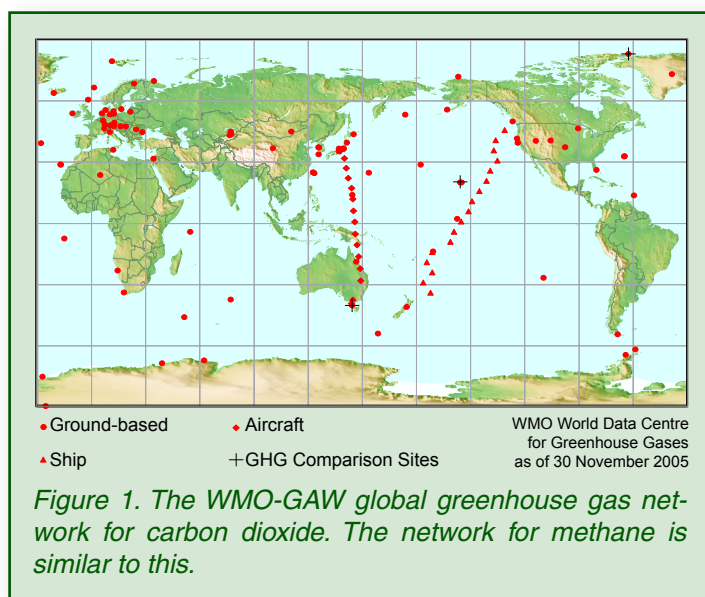 Ground-based
Aircraft
Ship
GHG Comparison Sites
WMO World Data Centre
for Greenhouse Gases
as of 30 November 2005
Figure 1. The WMO-GAW global greenhouse gas net-
work for carbon dioxide. The network for methane is
similar to this.